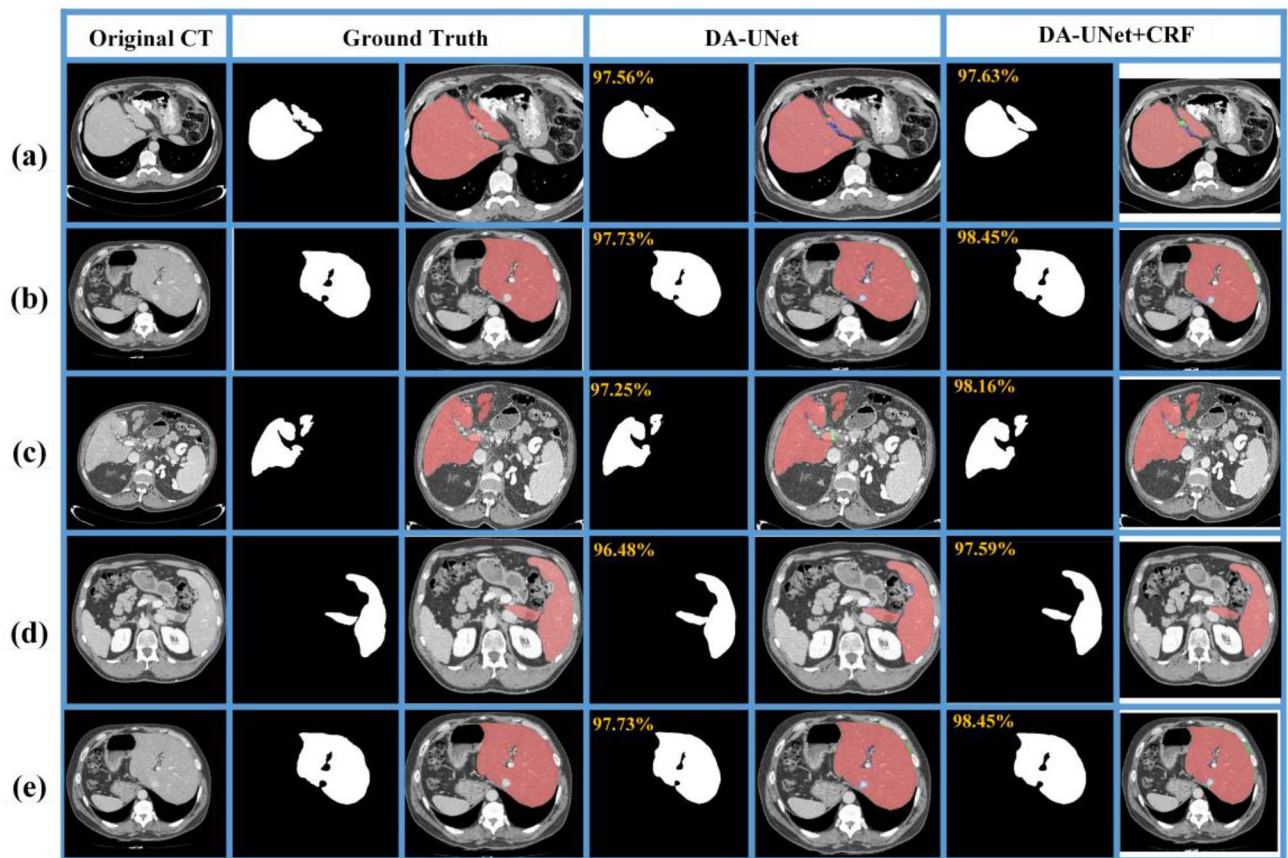 Original CT Ground Truth DA-UNet DA-UNet+CRF
(a) 97.56% 97.63%
(b) 97.73% 98.45%
(c) 97.25% 98.16%
(d) 96.48% 97.59%
(e) 97.73% 98.45%